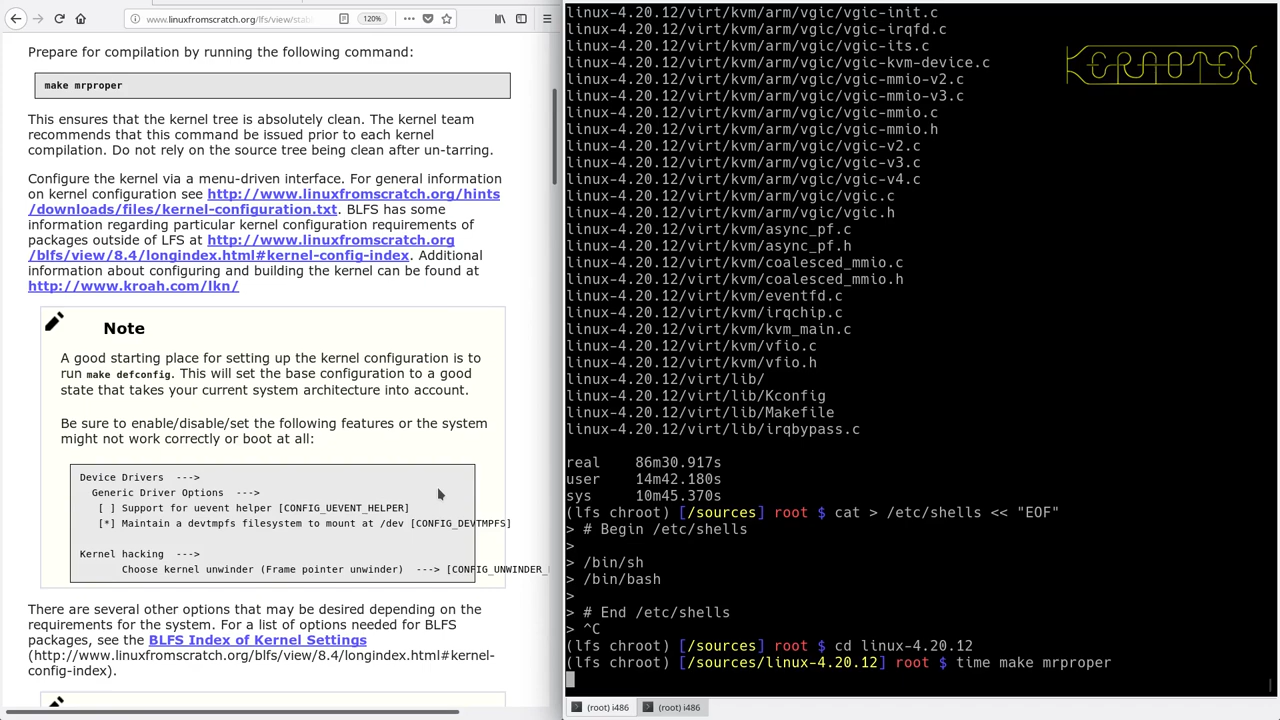 www.linuxfromscratch.org/lfs/view/stabl
120%
Prepare for compilation by running the following command:
make mrproper
This ensures that the kernel tree is absolutely clean. The kernel team
recommends that this command be issued prior to each kernel
compilation. Do not rely on the source tree being clean after un-tarring.
Configure the kernel via a menu-driven interface. For general information
on kernel configuration see http://www.linuxfromscratch.org/hints
/downloads/files/kernel-configuration.txt. BLFS has some
information regarding particular kernel configuration requirements of
packages outside of LFS at http://www.linuxfromscratch.org
/blfs/view/8.4/longindex.html#kernel-config-index. Additional
information about configuring and building the kernel can be found at
http://www.kroah.com/lkn/
Note
A good starting place for setting up the kernel configuration is to
run make defconfig. This will set the base configuration to a good
state that takes your current system architecture into account.
Be sure to enable/disable/set the following features or the system
might not work correctly or boot at all:
Device Drivers --->
Generic Driver Options --->
[ ] Support for uevent helper [CONFIG_UEVENT_HELPER]
[*] Maintain a devtmpfs filesystem to mount at /dev [CONFIG_DEVTMPFS]
Kernel hacking --->
Choose kernel unwinder (Frame pointer unwinder) ---> [CONFIG_UNWINDER_
There are several other options that may be desired depending on the
requirements for the system. For a list of options needed for BLFS
packages, see the BLFS Index of Kernel Settings
(http://www.linuxfromscratch.org/blfs/view/8.4/longindex.html#kernel-
config-index).
linux-4.20.12/virt/kvm/arm/vgic/vgic-init.c
linux-4.20.12/virt/kvm/arm/vgic/vgic-irqfd.c
linux-4.20.12/virt/kvm/arm/vgic/vgic-its.c
linux-4.20.12/virt/kvm/arm/vgic/vgic-kvm-device.c
linux-4.20.12/virt/kvm/arm/vgic/vgic-mmio-v2.c
linux-4.20.12/virt/kvm/arm/vgic/vgic-mmio-v3.c
linux-4.20.12/virt/kvm/arm/vgic/vgic-mmio.c
linux-4.20.12/virt/kvm/arm/vgic/vgic-mmio.h
linux-4.20.12/virt/kvm/arm/vgic/vgic-v2.c
linux-4.20.12/virt/kvm/arm/vgic/vgic-v3.c
linux-4.20.12/virt/kvm/arm/vgic/vgic-v4.c
linux-4.20.12/virt/kvm/arm/vgic/vgic.c
linux-4.20.12/virt/kvm/arm/vgic/vgic.h
linux-4.20.12/virt/kvm/async_pf.c
linux-4.20.12/virt/kvm/async_pf.h
linux-4.20.12/virt/kvm/coalesced_mmio.c
linux-4.20.12/virt/kvm/coalesced_mmio.h
linux-4.20.12/virt/kvm/eventfd.c
linux-4.20.12/virt/kvm/irqchip.c
linux-4.20.12/virt/kvm/kvm_main.c
linux-4.20.12/virt/kvm/vfio.c
linux-4.20.12/virt/kvm/vfio.h
linux-4.20.12/virt/lib/
linux-4.20.12/virt/lib/Kconfig
linux-4.20.12/virt/lib/Makefile
linux-4.20.12/virt/lib/irqbypass.c
real 86m30.917s
user 14m42.180s
sys 10m45.370s
(lfs chroot) [/sources] root $ cat > /etc/shells << "EOF"
> # Begin /etc/shells
>
> /bin/sh
> /bin/bash
>
> # End /etc/shells
> ^C
(lfs chroot) [/sources] root $ cd linux-4.20.12
(lfs chroot) [/sources/linux-4.20.12] root $ time make mrproper
(root) i486
(root) i486
KERAOTEX